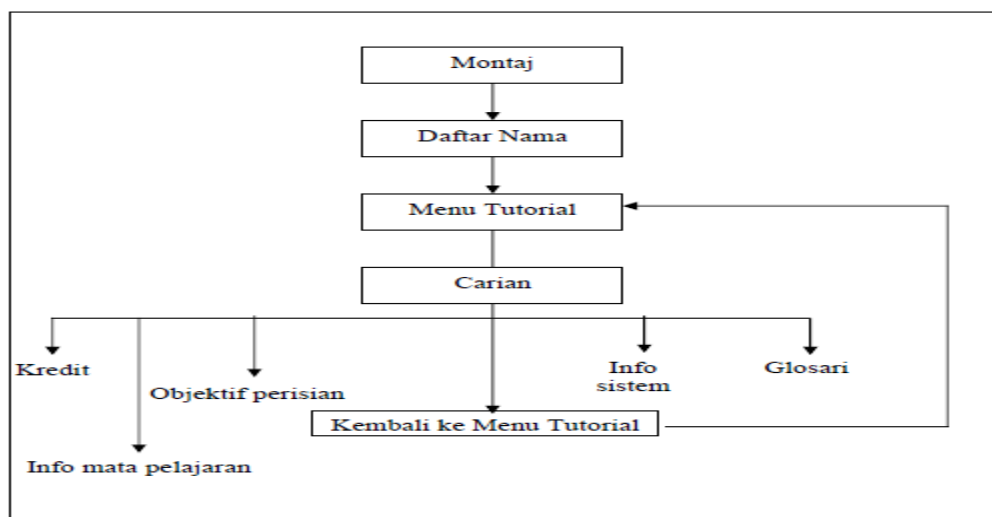 Montaj
Daftar Nama
Menu Tutorial
Carian
Kredit
Objektif perisian
Info
sistem
Glosari
Kembali ke Menu Tutorial
Info mata pelajaran